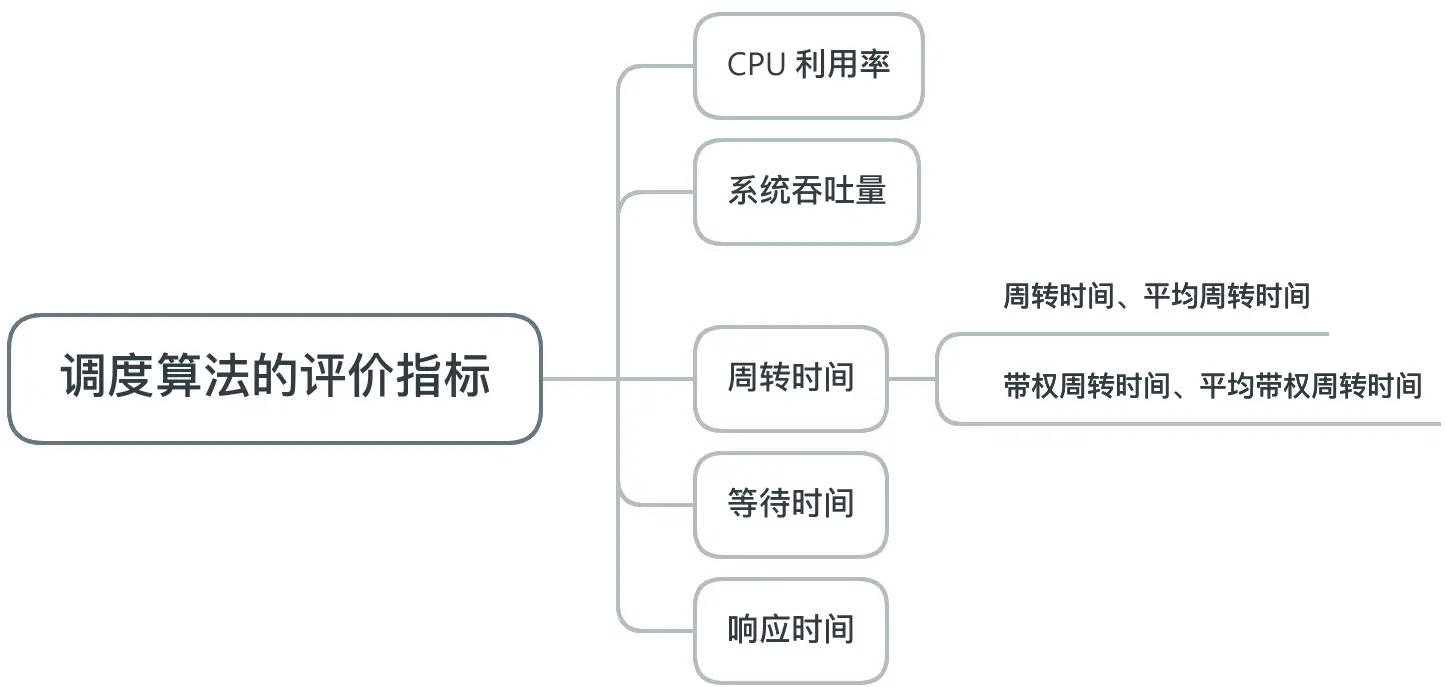 调度算法的评价指标
CPU 利用率
系统吞吐量
周转时间
周转时间、平均周转时间
带权周转时间、平均带权周转时间
等待时间
响应时间